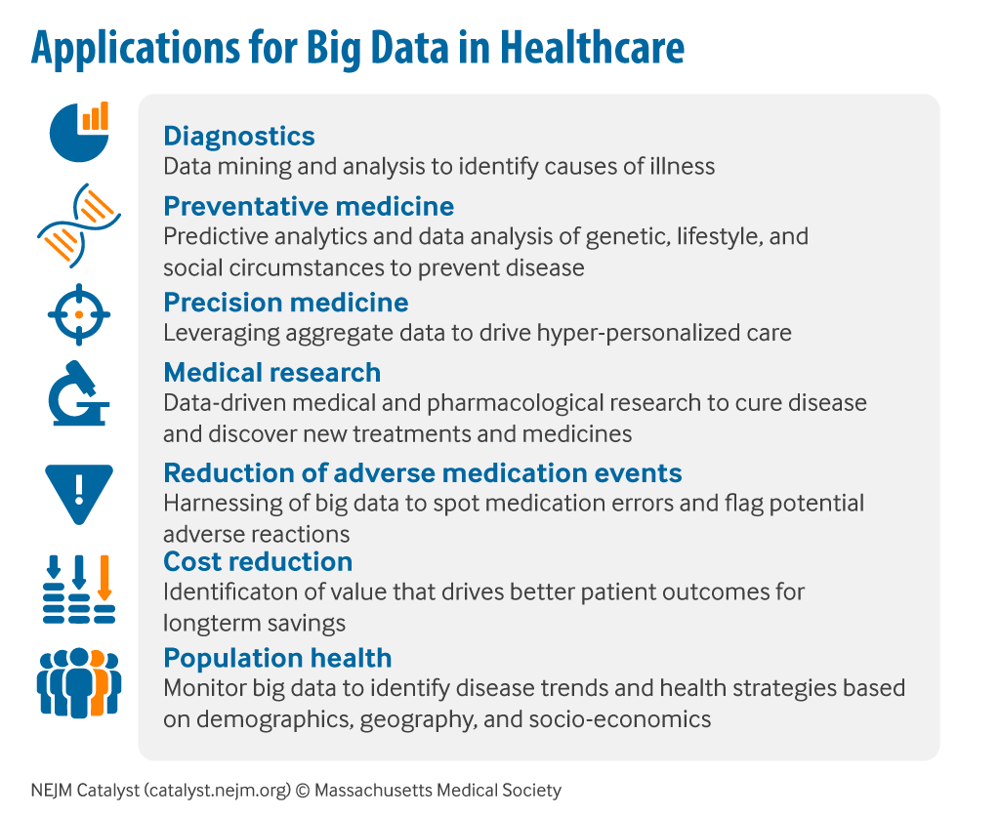 Applications for Big Data in Healthcare
Diagnostics
Data mining and analysis to identify causes of illness
Preventative medicine
Predictive analytics and data analysis of genetic, lifestyle, and
social circumstances to prevent disease
Precision medicine
Leveraging aggregate data to drive hyper-personalized care
Medical research
Data-driven medical and pharmacological research to cure disease
and discover new treatments and medicines
Reduction of adverse medication events
Harnessing of big data to spot medication errors and flag potential
adverse reactions
Cost reduction
Identificaton of value that drives better patient outcomes for
longterm savings
Population health
Monitor big data to identify disease trends and health strategies based
on demographics, geography, and socio-economics
NEJM Catalyst (catalyst.nejm.org) © Massachusetts Medical Society